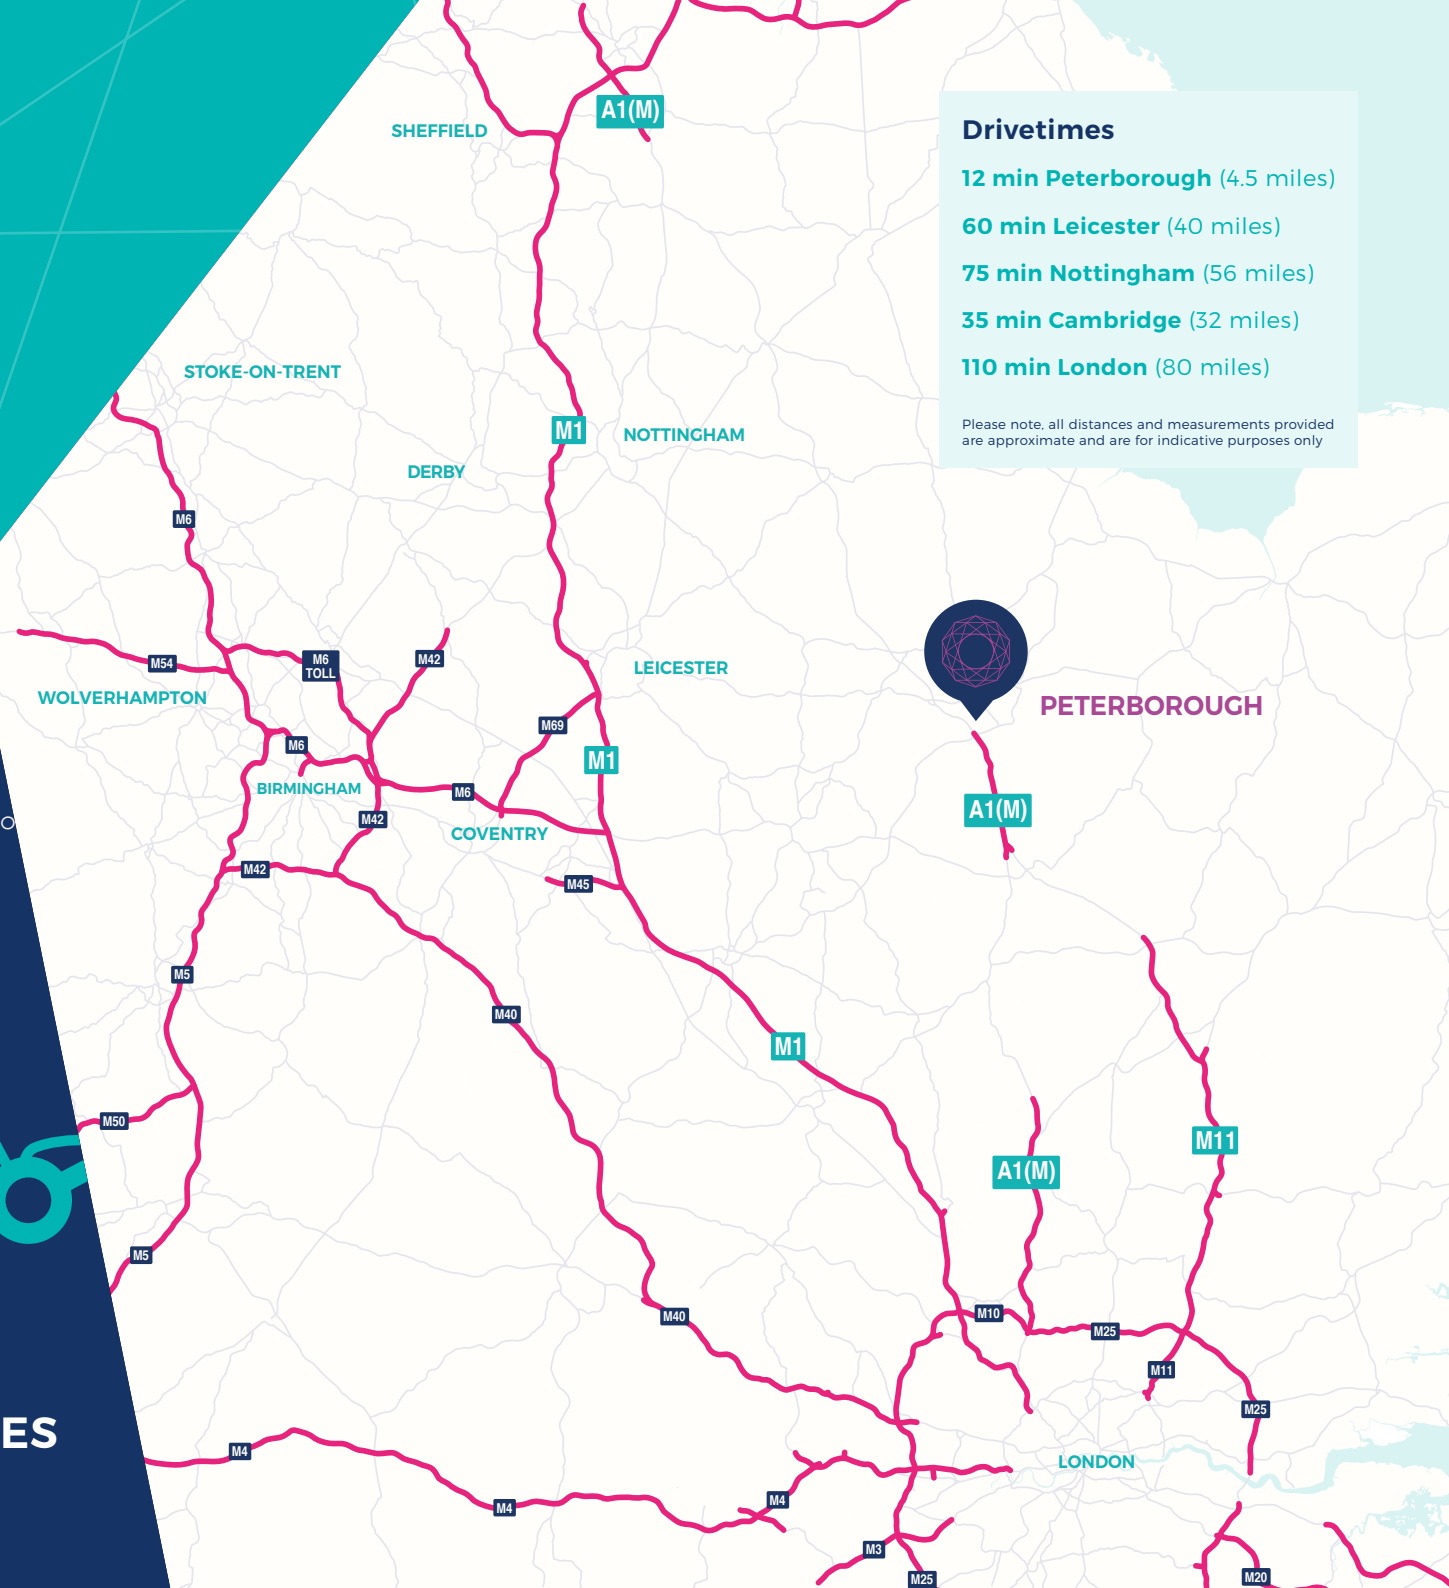 A1(M)
SHEFFIELD
Drivetimes
12 min Peterborough (4.5 miles)
60 min Leicester (40 miles)
75 min Nottingham (56 miles)
35 min Cambridge (32 miles)
110 min London (80 miles)
Please note, all distances and measurements provided
are approximate and are for indicative purposes only
STOKE-ON-TRENT
M1
NOTTINGHAM
DERBY
M6
M54
M6
TOLL
M42
LEICESTER
WOLVERHAMPTON
PETERBOROUGH
M69
M6
M1
BIRMINGHAM
M6
A1(M)
M42
COVENTRY
M42
M45
M5
M40
M1
M50
M11
A1(M)
M5
M40
M10
M25
M11
M25
ES
M4
LONDON
M4
M4
M3
M25
M20